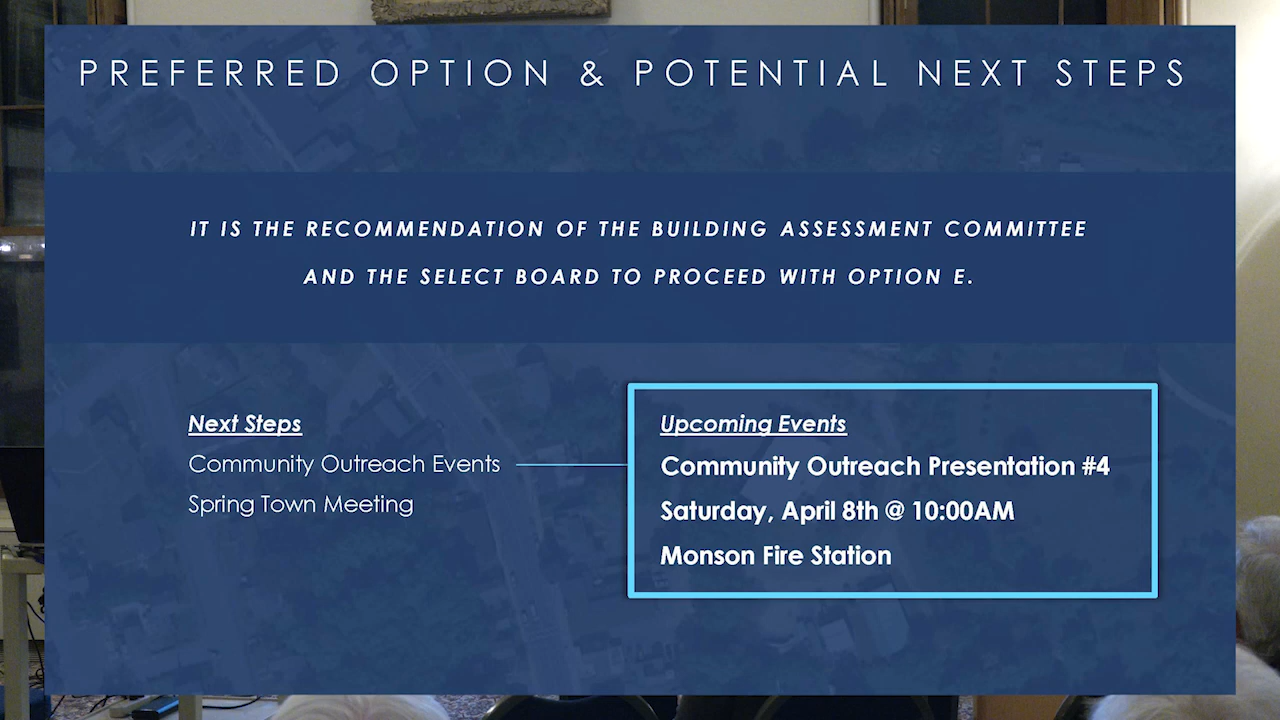 PREFERRED OPTION & POTENTIAL NEXT STEPS
IT IS THE RECOMMENDATION OF THE BUILDING ASSESSMENT COMMITTEE
AND THE SELECT BOARD TO PROCEED WITH OPTION E.
Next Steps
Community Outreach Events
Spring Town Meeting
Upcoming Events
Community Outreach Presentation #4
Saturday, April 8th @ 10:00AM
Monson Fire Station